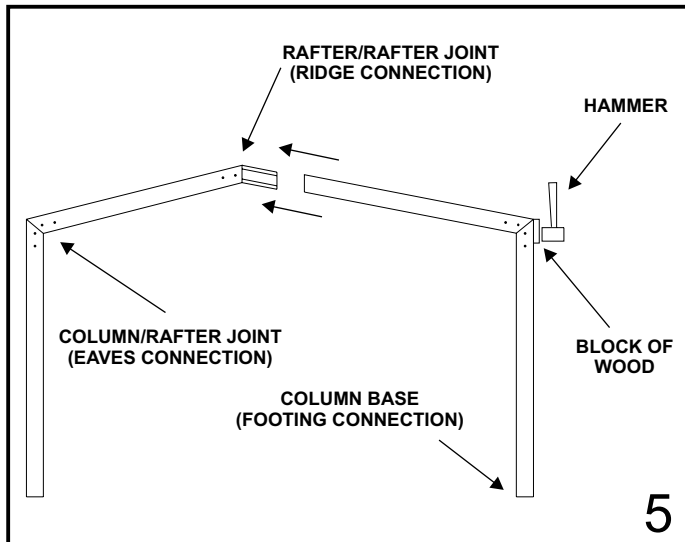 RAFTER/RAFTER JOINT
(RIDGE CONNECTION)
HAMMER
COLUMN/RAFTER JOINT
(EAVES CONNECTION)
BLOCK OF
WOOD
COLUMN BASE
(FOOTING CONNECTION)
5